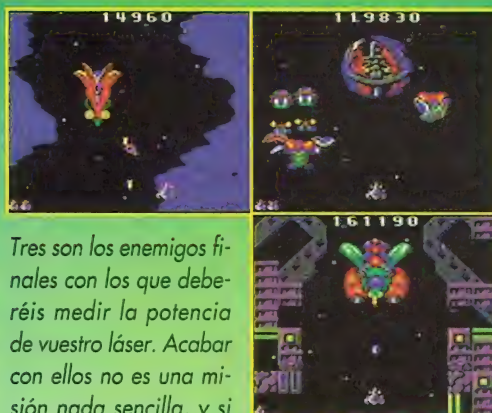 14960
119830
161190
Tres son los enemigos fi-
nales con los que debe-
réis medir la potencia
de vuestro láser. Acabar
con ellos no es una mi-
sión nada sencilla, y si